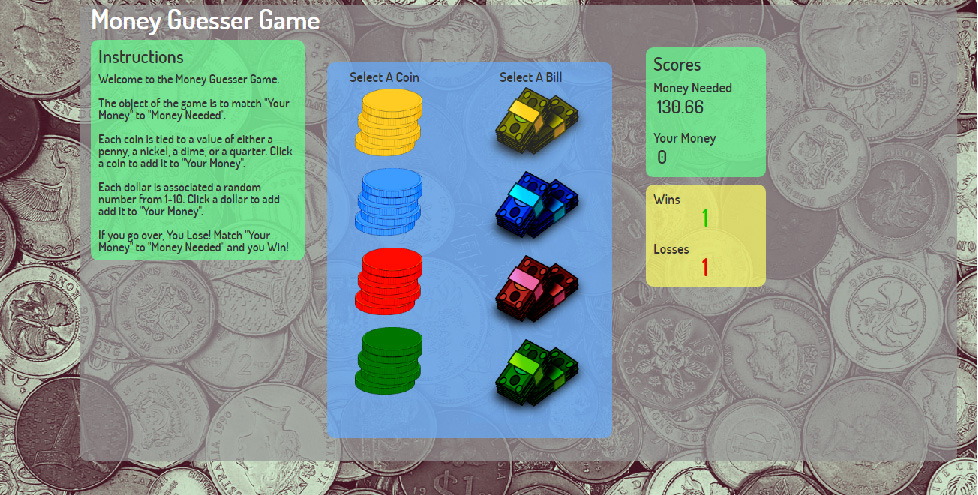 Money Guesser Game
Instructions
Welcome to the Money Guesser Game.
The object of the game is to match "Your
Money" to "Money Needed".
Each coin is tied to a value of either a
penny, a nickel, a dime, or a quarter. Click
a coin to add it to "Your Money".
Each dollar is associated a random
number from 1-10. Click a dollar to add
add it to "Your Money".
If you go over, You Lose! Match "Your
Money" to "Money Needed" and you Win!
Select A Coin
Select A Bill
Scores
Money Needed
130.66
Your Money
0
Wins
1
Losses
1